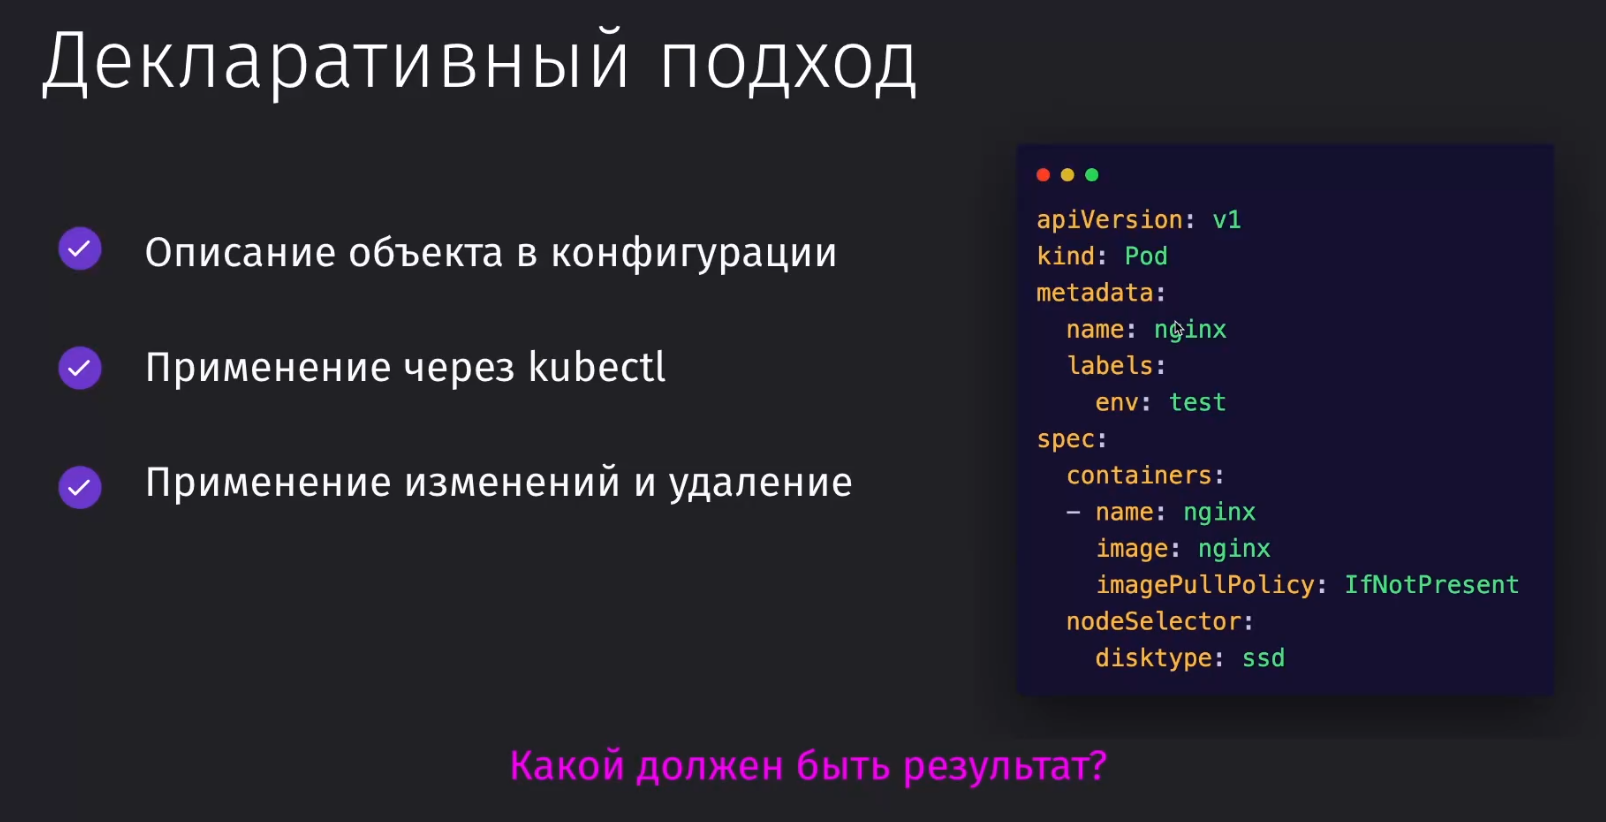 Декларативный подход
Описание объекта в конфигурации
Применение через kubectl
Применение изменений и удаление
apiVersion: v1
kind: Pod
metadata:
  name: nginx
  labels:
    env: test
spec:
  containers:
  - name: nginx
    image: nginx
    imagePullPolicy: IfNotPresent
  nodeSelector:
    disktype: ssd
Какой должен быть результат?